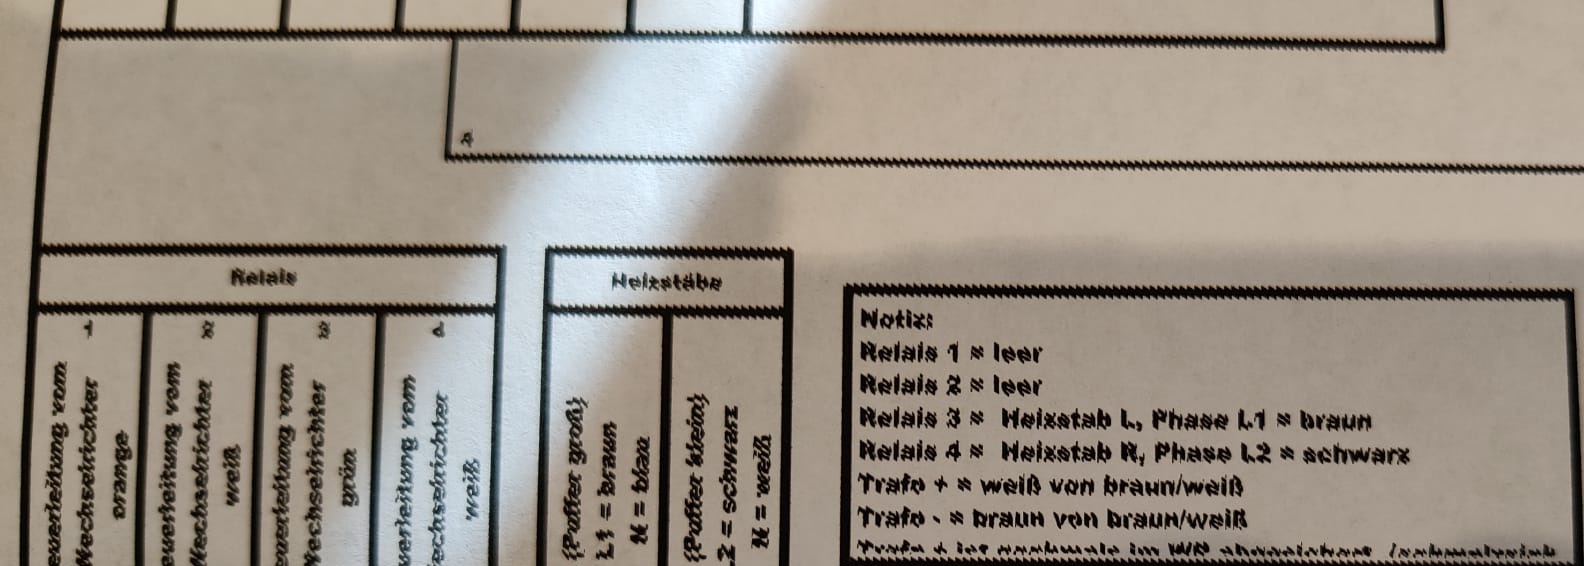 Relais
1
Wechselrichter
orange
2
Wechselrichter
weiß
3
Wechselrichter
grün
4
weiß
Heizstäbe
(Puffer groß)
L1 = braun
N = blau
(Puffer klein)
2 = schwarz
N = weiß
Notiz:
Relais 1 = leer
Relais 2 = leer
Relais 3 = Heizstab L, Phase L1 = braun
Relais 4 = Heizstab R, Phase L2 = schwarz
Trafo + = weiß von braun/weiß
Trafo - = braun von braun/weiß